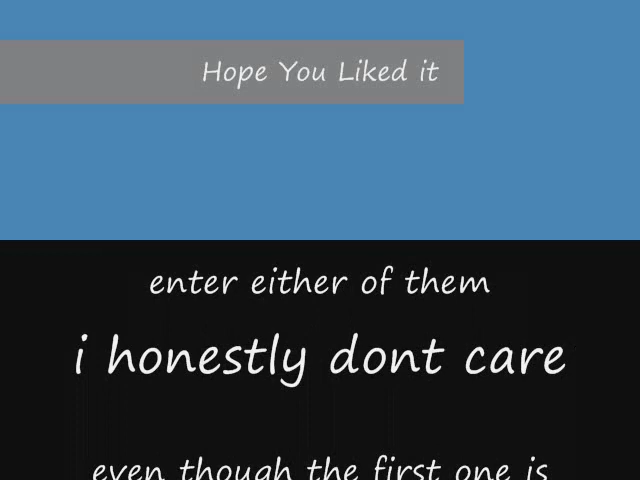 Hope You Liked it
enter either of them
i honestly dont care
even though the first one is